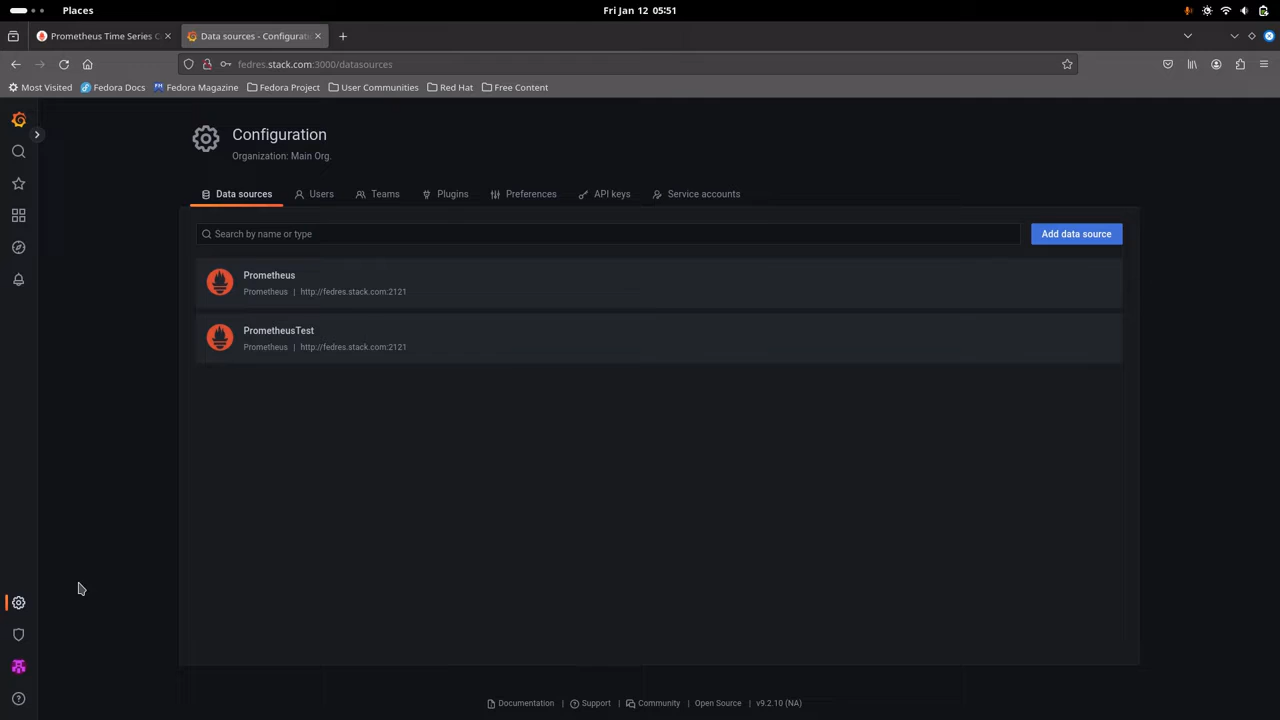 Places
Fri Jan 12 05:51
Prometheus Time Series C
Data sources - Configurat
fedres.stack.com:3000/datasources
Most Visited Fedora Docs Fedora Magazine Fedora Project User Communities Red Hat Free Content
Configuration
Organization: Main Org.
Data sources Users Teams Plugins Preferences API keys Service accounts
Search by name or type
Add data source
Prometheus
Prometheus | http://fedres.stack.com:2121
PrometheusTest
Prometheus | http://fedres.stack.com:2121
Documentation | Support | Community | Open Source | v9.2.10 (NA)